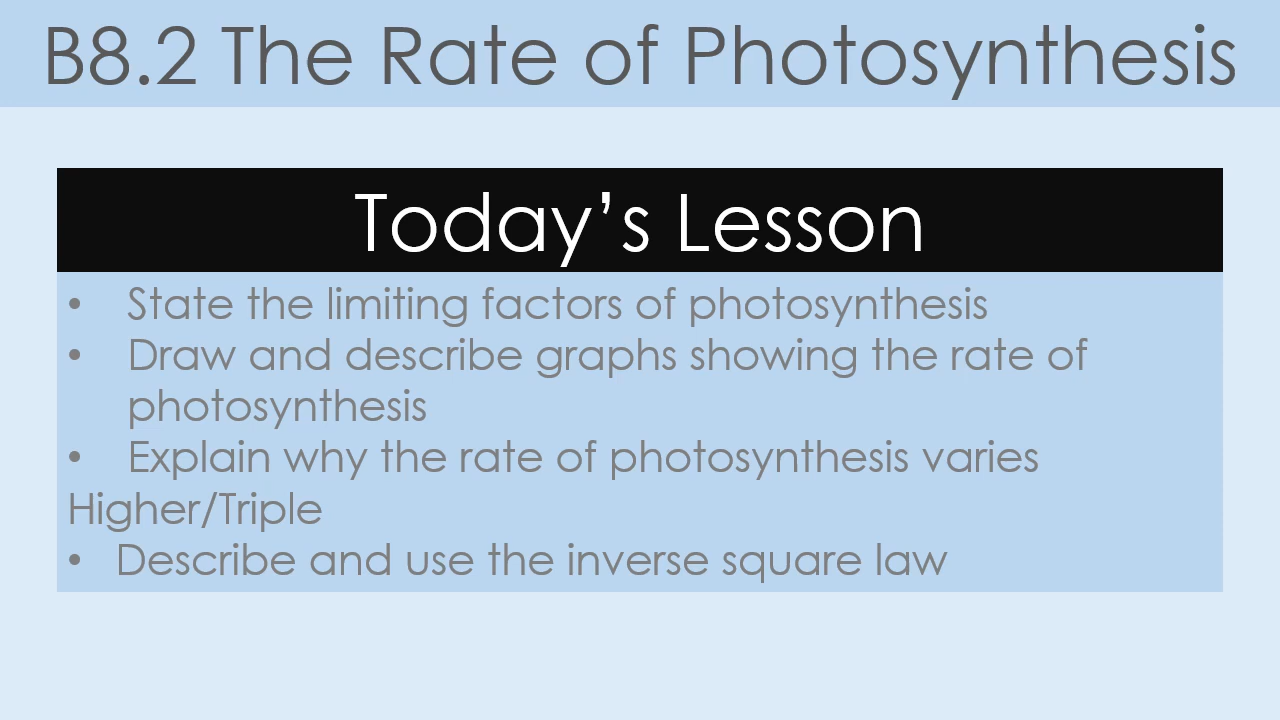 B8.2 The Rate of Photosynthesis
Today’s Lesson
• State the limiting factors of photosynthesis
• Draw and describe graphs showing the rate of
photosynthesis
• Explain why the rate of photosynthesis varies
Higher/Triple
• Describe and use the inverse square law